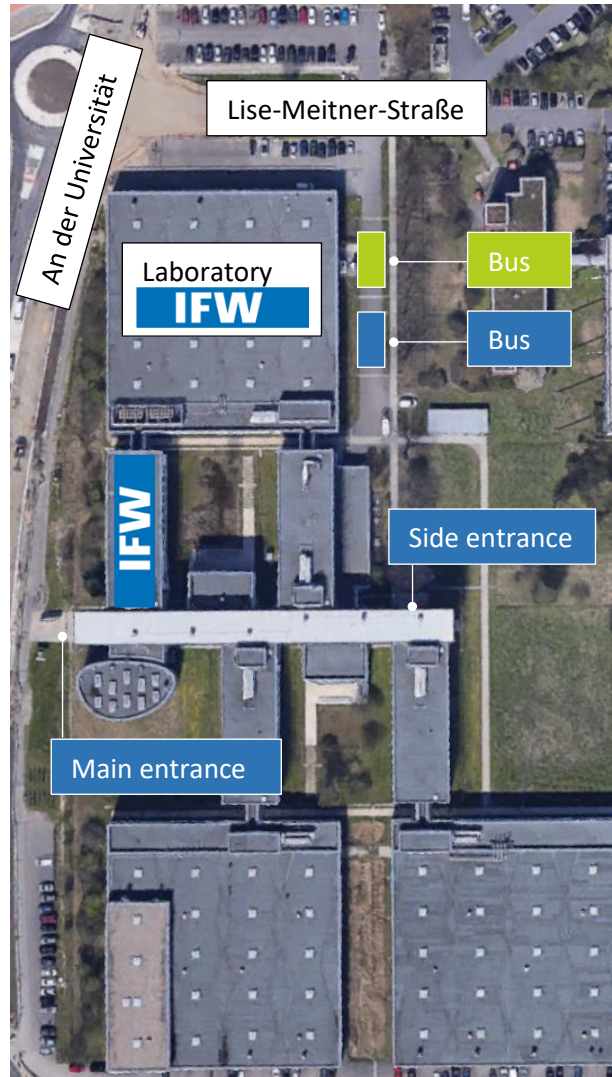 Lise-Meitner-Straße
An der Universität
Laboratory
IFW
Bus
Bus
IFW
Side entrance
Main entrance